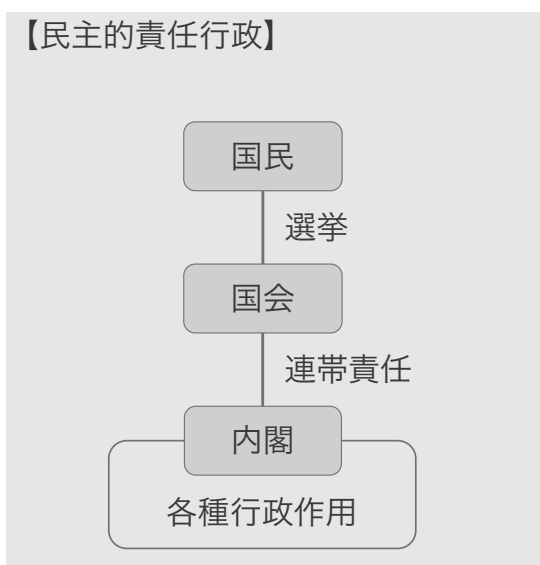 【民主的責任行政】
国民
選挙
国会
連帯責任
内閣
各種行政作用